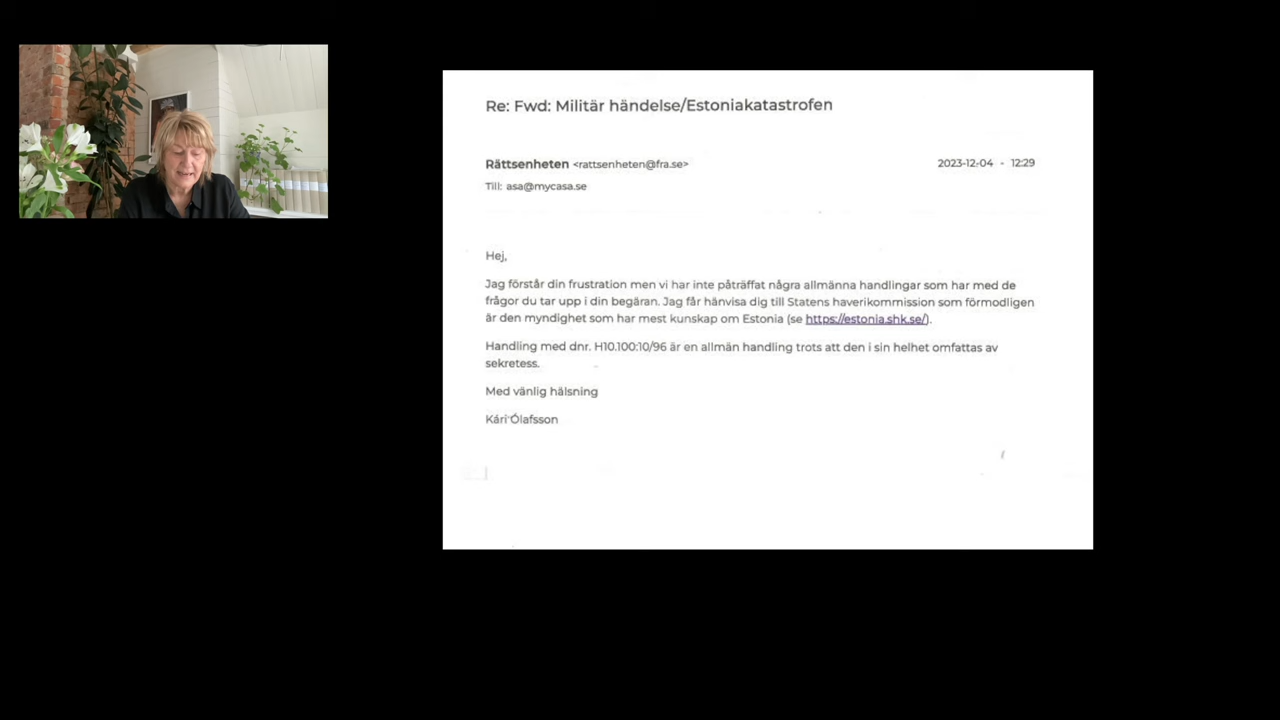 Re: Fwd: Militär händelse/Estoniakatastrofen
Rättsenheten <rattsenheten@fra.se>
2023-12-04 - 12:29
Till: asa@mycasa.se
Hej,
Jag förstår din frustration men vi har inte påträffat några allmänna handlingar som har med de
frågor du tar upp i din begäran. Jag får hänvisa dig till Statens haverikommission som förmodligen
är den myndighet som har mest kunskap om Estonia (se https://estonia.shk.se/).
Handling med dnr. H10.100:10/96 är en allmän handling trots att den i sin helhet omfattas av
sekretess.
Med vänlig hälsning
Kári Ólafsson